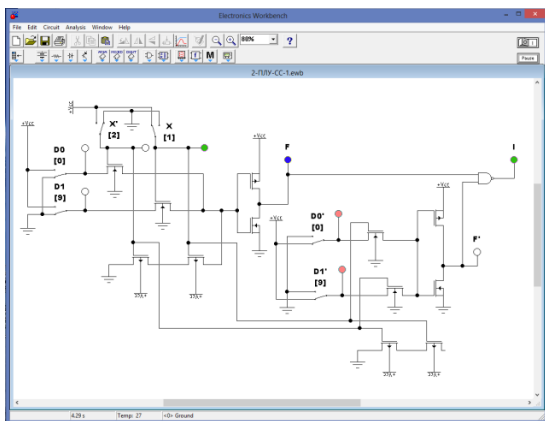 Electronics Workbench
File Edit Circuit Analysis Window Help
88%
?
M
Pause
2-ПЛУ-СС-1.ewb
+Vcc
X'
[2]
X
[1]
+Vcc
D0
[0]
D1
[9]
+Vcc
F
I
+Vcc
D0'
[0]
D1'
[9]
+Vcc
F'
4.29 s Temp: 27 <0> Ground